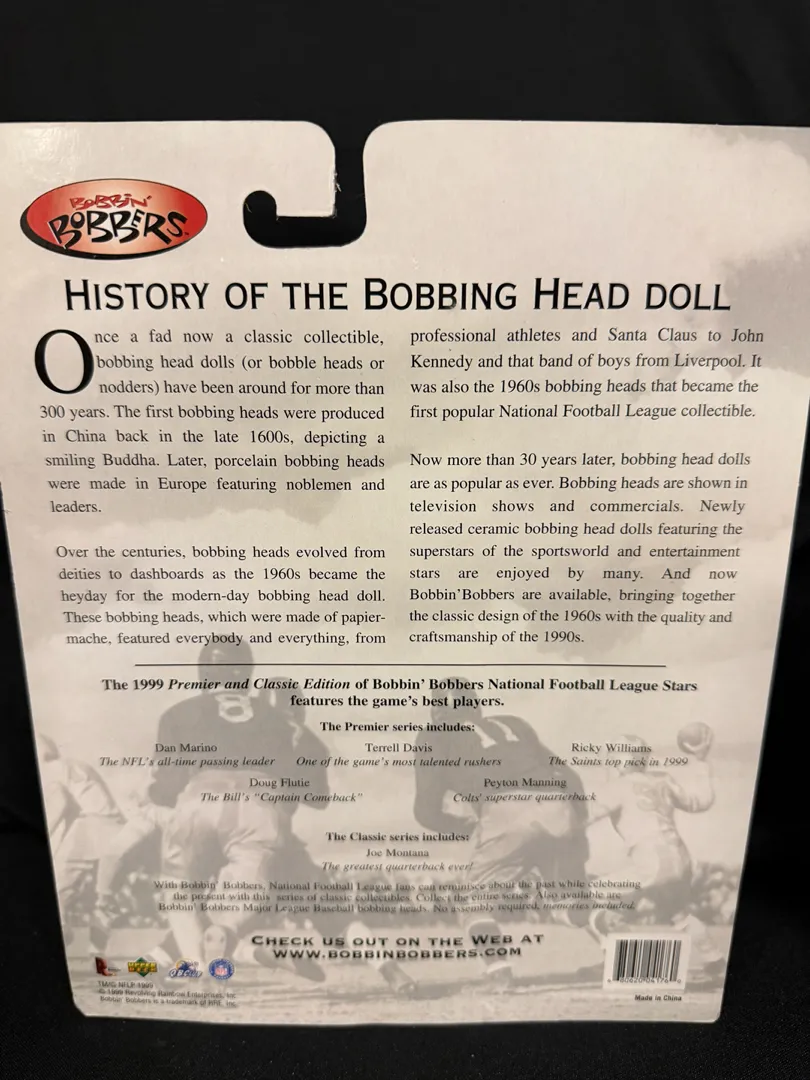 BOBBIN'
BOBBERS
HISTORY OF THE BOBBING HEAD DOLL
Once a fad now a classic collectible,
bobbing head dolls (or bobble heads or
nodders) have been around for more than
300 years. The first bobbing heads were produced
in China back in the late 1600s, depicting a
smiling Buddha. Later, porcelain bobbing heads
were made in Europe featuring noblemen and
leaders.
Over the centuries, bobbing heads evolved from
deities to dashboards as the 1960s became the
heyday for the modern-day bobbing head doll.
These bobbing heads, which were made of papier-
mache, featured everybody and everything, from
professional athletes and Santa Claus to John
Kennedy and that band of boys from Liverpool. It
was also the 1960s bobbing heads that became the
first popular National Football League collectible.
Now more than 30 years later, bobbing head dolls
are as popular as ever. Bobbing heads are shown in
television shows and commercials. Newly
released ceramic bobbing head dolls featuring the
superstars of the sportsworld and entertainment
stars are enjoyed by many. And now
Bobbin'Bobbers are available, bringing together
the classic design of the 1960s with the quality and
craftsmanship of the 1990s.
The 1999 Premier and Classic Edition of Bobbin' Bobbers National Football League Stars
features the game's best players.
The Premier series includes:
Dan Marino Terrell Davis Ricky Williams
The NFL's all-time passing leader One of the game's most talented rushers The Saints top pick in 1999
Doug Flutie Peyton Manning
The Bill's "Captain Comeback" Colts' superstar quarterback
The Classic series includes:
Joe Montana
The greatest quarterback ever!
With Bobbin' Bobbers, National Football League fans can reminisce about the past while celebrating
the present with this series of classic collectibles. Collect the entire series. Also available are
Bobbin' Bobbers Major League Baseball bobbing heads. No assembly required, memories included.
CHECK US OUT ON THE WEB AT
WWW.BOBBINBOBBERS.COM
TM/© NFLP 1999
© 1999 Revolving Rainbow Enterprises, Inc.
Bobbin' Bobbers is a trademark of RRE, Inc.
Made in China